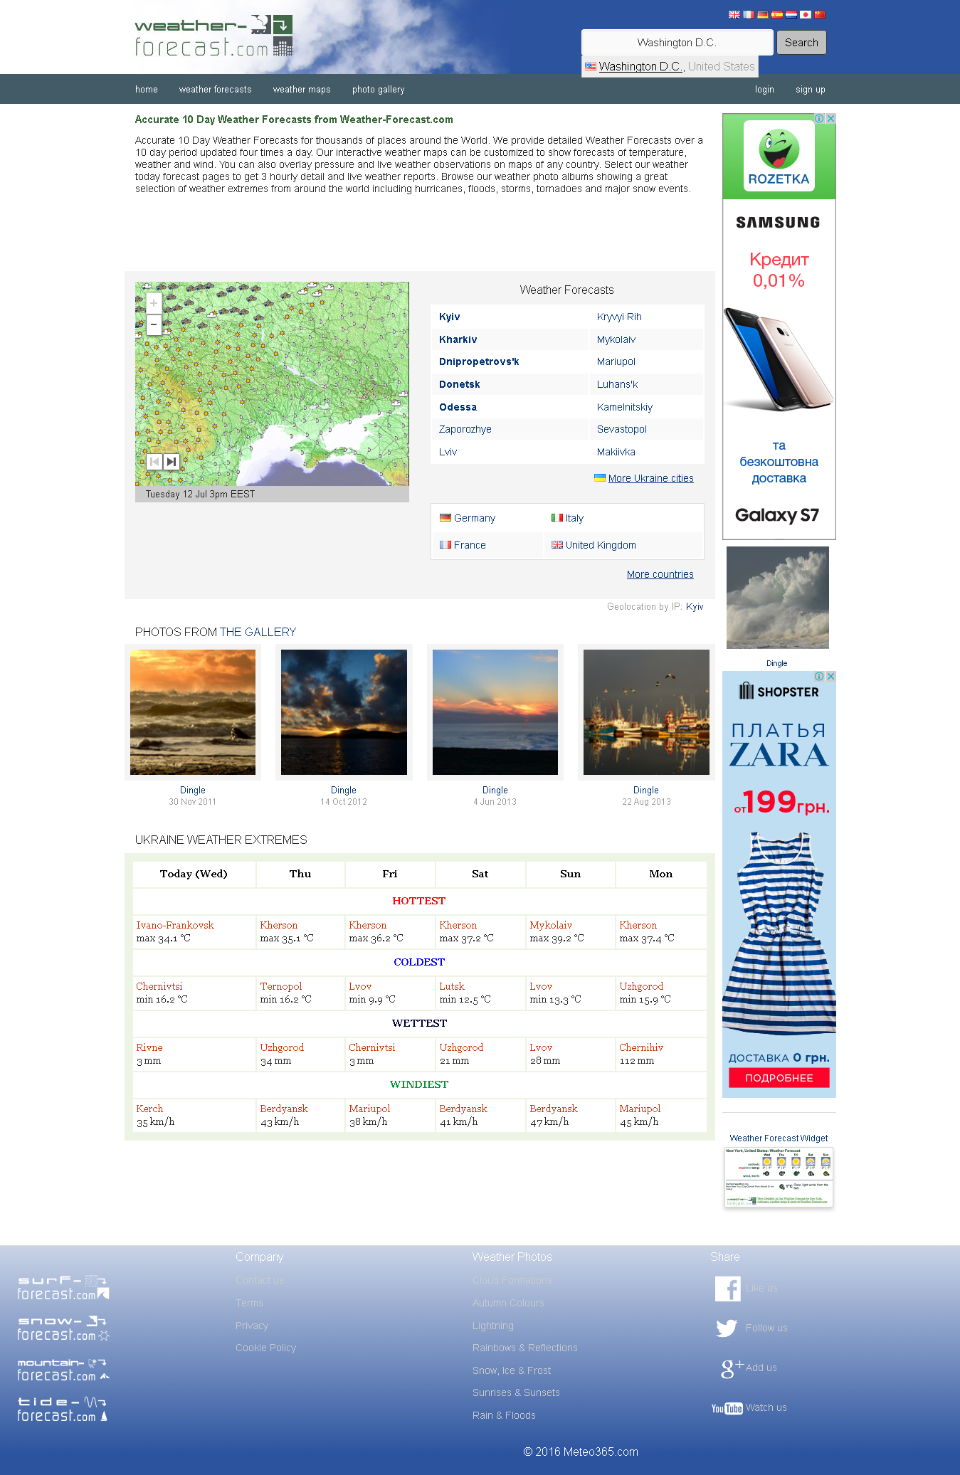 weather-
forecast.com
Washington D.C.
Search
Washington D.C., United States
home weather forecasts weather maps photo gallery login sign up
Accurate 10 Day Weather Forecasts from Weather-Forecast.com
Accurate 10 Day Weather Forecasts for thousands of places around the World. We provide detailed Weather Forecasts over a
10 day period updated four times a day. Our interactive weather maps can be customized to show forecasts of temperature,
weather and wind. You can also overlay pressure and live weather observations on maps of any country. Select our weather
today forecast pages to get 3 hourly detail and live weather reports. Browse our weather photo albums showing a great
selection of weather extremes from around the world including hurricanes, floods, storms, tornadoes and major snow events.
ROZETKA
SAMSUNG
Кредит
0,01%
та
безкоштовна
доставка
Galaxy S7
+
−
Tuesday 12 Jul 3pm EEST
Weather Forecasts
Kyiv Kryvyi Rih
Kharkiv Mykolaiv
Dnipropetrovs'k Mariupol
Donetsk Luhans'k
Odessa Kamelnitskiy
Zaporozhye Sevastopol
Lviv Makiivka
More Ukraine cities
Germany Italy
France United Kingdom
More countries
Geolocation by IP: Kyiv
Dingle
PHOTOS FROM THE GALLERY
Dingle Dingle Dingle Dingle
30 Nov 2011 14 Oct 2012 4 Jun 2013 22 Aug 2013
SHOPSTER
ПЛАТЬЯ
ZARA
от 199грн.
ДОСТАВКА 0 грн.
ПОДРОБНЕЕ
UKRAINE WEATHER EXTREMES
Today (Wed) Thu Fri Sat Sun Mon
HOTTEST
Ivano-Frankovsk Kherson Kherson Kherson Mykolaiv Kherson
max 34.1 °C max 35.1 °C max 36.2 °C max 37.2 °C max 39.2 °C max 37.4 °C
COLDEST
Chernivtsi Ternopol Lvov Lutsk Lvov Uzhgorod
min 16.2 °C min 16.2 °C min 9.9 °C min 12.5 °C min 13.3 °C min 15.9 °C
WETTEST
Rivne Uzhgorod Chernivtsi Uzhgorod Lvov Chernihiv
3 mm 34 mm 3 mm 21 mm 28 mm 112 mm
WINDIEST
Kerch Berdyansk Mariupol Berdyansk Berdyansk Mariupol
35 km/h 43 km/h 38 km/h 41 km/h 47 km/h 45 km/h
Weather Forecast Widget
New York, United States: Weather Forecast
surf-
forecast.com
snow-
forecast.com
mountain-
forecast.com
tide-
forecast.com
Company
Contact us
Terms
Privacy
Cookie Policy
Weather Photos
Cloud Formations
Autumn Colours
Lightning
Rainbows & Reflections
Snow, Ice & Frost
Sunrises & Sunsets
Rain & Floods
Share
Like us
Follow us
Add us
YouTube Watch us
© 2016 Meteo365.com